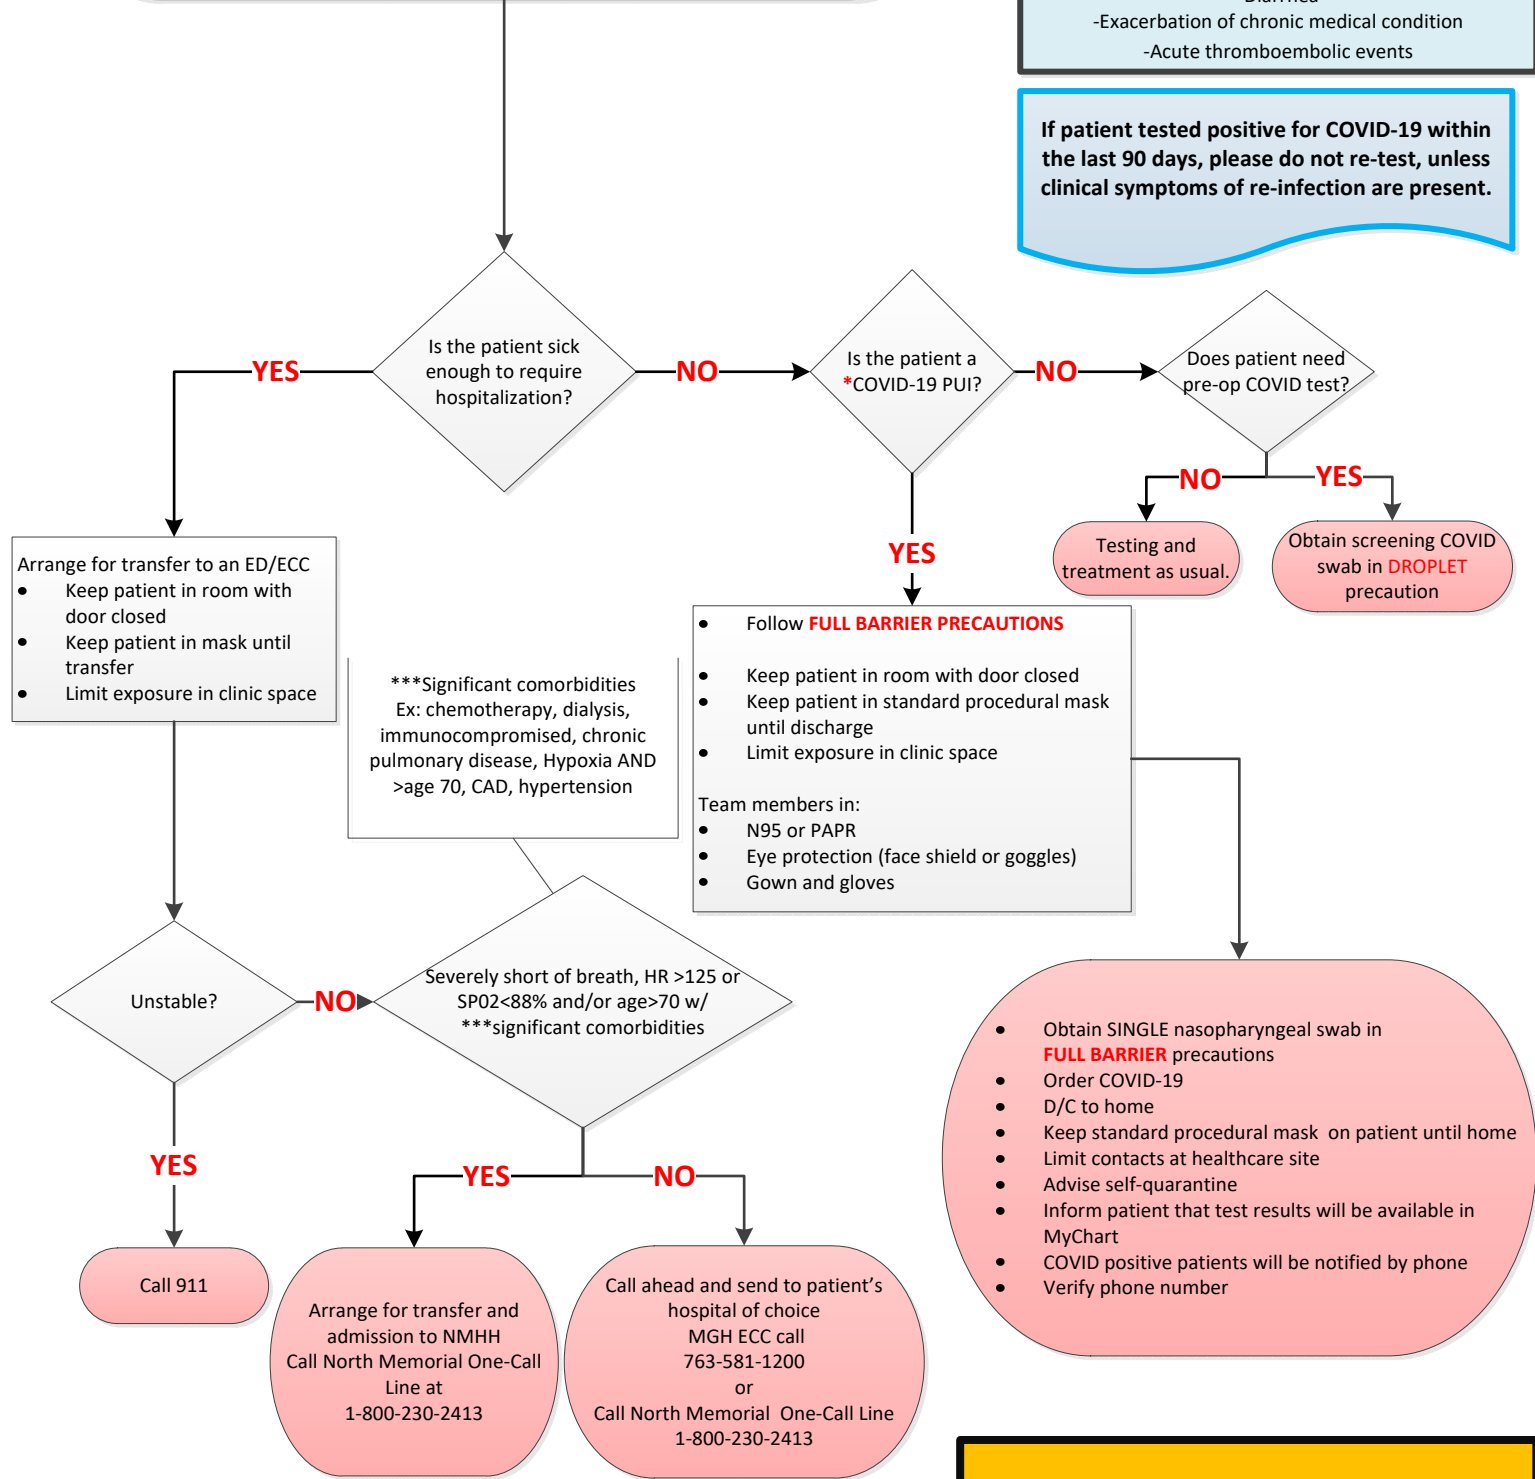 Diarrhea
-Exacerbation of chronic medical condition
-Acute thromboembolic events
If patient tested positive for COVID-19 within
the last 90 days, please do not re-test, unless
clinical symptoms of re-infection are present.
Is the patient sick
enough to require
hospitalization?
YES
NO
Is the patient a
*COVID-19 PUI?
NO
Does patient need
pre-op COVID test?
NO
YES
Testing and
treatment as usual.
Obtain screening COVID
swab in DROPLET
precaution
YES
Arrange for transfer to an ED/ECC
• Keep patient in room with
door closed
• Keep patient in mask until
transfer
• Limit exposure in clinic space
***Significant comorbidities
Ex: chemotherapy, dialysis,
immunocompromised, chronic
pulmonary disease, Hypoxia AND
>age 70, CAD, hypertension
• Follow FULL BARRIER PRECAUTIONS
• Keep patient in room with door closed
• Keep patient in standard procedural mask
until discharge
• Limit exposure in clinic space
Team members in:
• N95 or PAPR
• Eye protection (face shield or goggles)
• Gown and gloves
Unstable?
NO
Severely short of breath, HR >125 or
SP02<88% and/or age>70 w/
***significant comorbidities
YES
YES
NO
Call 911
Arrange for transfer and
admission to NMHH
Call North Memorial One-Call
Line at
1-800-230-2413
Call ahead and send to patient's
hospital of choice
MGH ECC call
763-581-1200
or
Call North Memorial One-Call Line
1-800-230-2413
• Obtain SINGLE nasopharyngeal swab in
FULL BARRIER precautions
• Order COVID-19
• D/C to home
• Keep standard procedural mask on patient until home
• Limit contacts at healthcare site
• Advise self-quarantine
• Inform patient that test results will be available in
MyChart
• COVID positive patients will be notified by phone
• Verify phone number